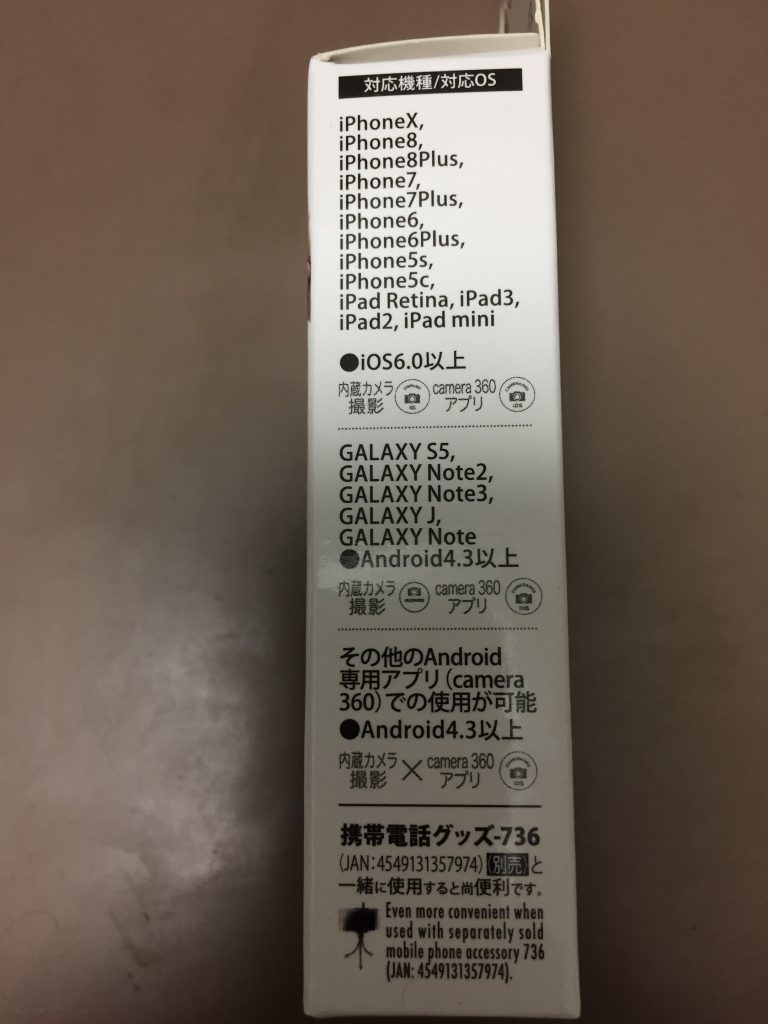 対応機種/対応OS
iPhoneX,
iPhone8,
iPhone8Plus,
iPhone7,
iPhone7Plus,
iPhone6,
iPhone6Plus,
iPhone5s,
iPhone5c,
iPad Retina, iPad3,
iPad2, iPad mini
●iOS6.0以上
内蔵カメラ camera 360
撮影 アプリ
GALAXY S5,
GALAXY Note2,
GALAXY Note3,
GALAXY J,
GALAXY Note
●Android4.3以上
内蔵カメラ camera 360
撮影 アプリ
その他のAndroid
専用アプリ(camera
360)での使用が可能
●Android4.3以上
内蔵カメラ × camera 360
撮影 アプリ
携帯電話グッズ-736
(JAN:4549131357974)(別売)と
一緒に使用すると尚便利です。
Even more convenient when
used with separately sold
mobile phone accessory 736
(JAN: 4549131357974).